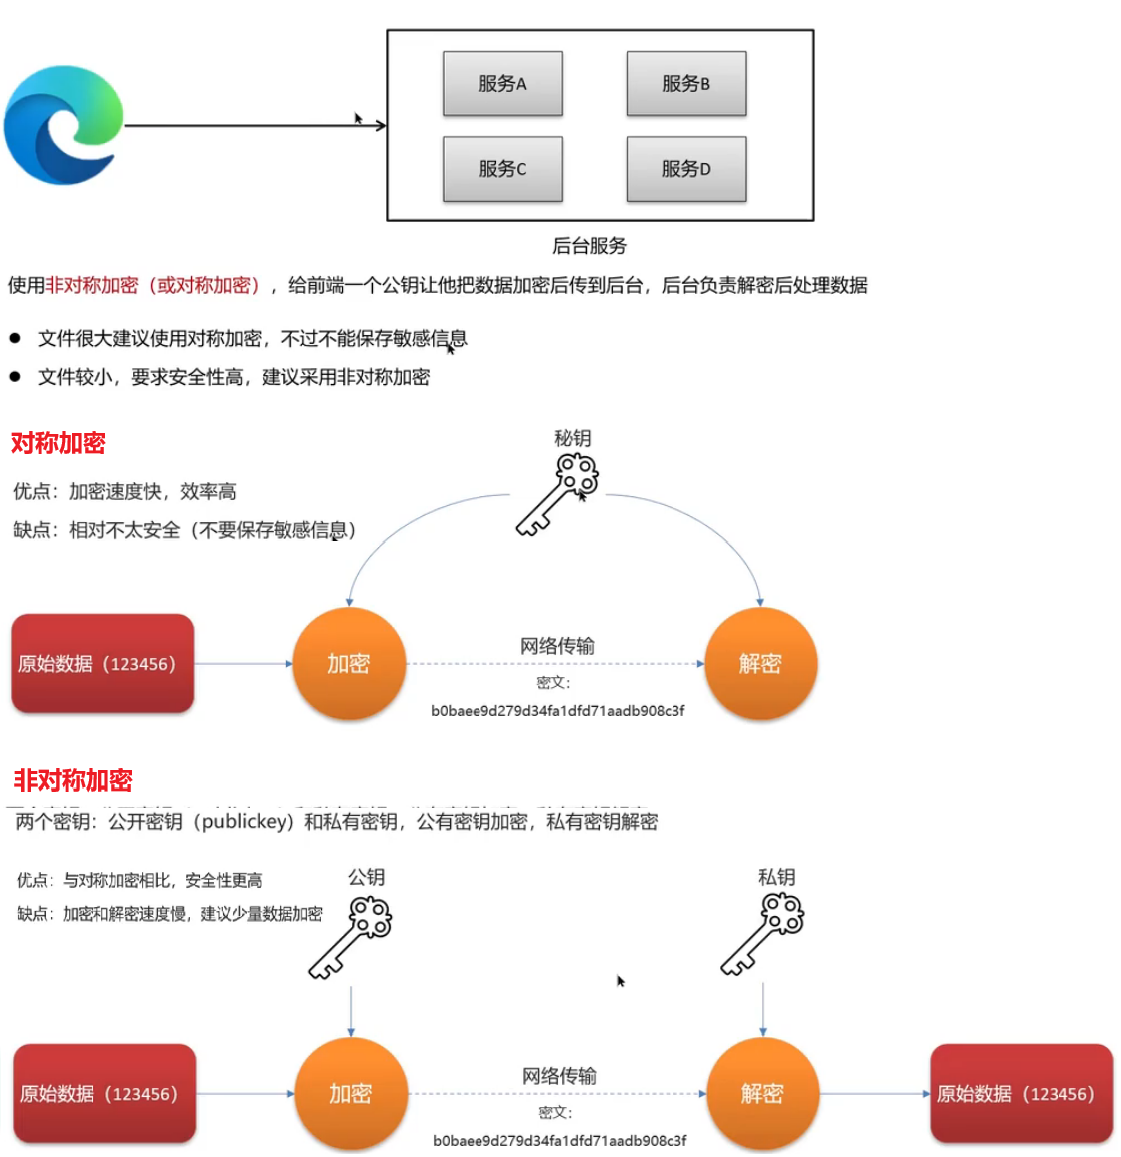 服务A
服务B
服务C
服务D
后台服务
使用非对称加密（或对称加密），给前端一个公钥让他把数据加密后传到后台，后台负责解密后处理数据
● 文件很大建议使用对称加密，不过不能保存敏感信息
● 文件较小，要求安全性高，建议采用非对称加密
对称加密
秘钥
优点：加密速度快，效率高
缺点：相对不太安全（不要保存敏感信息）
原始数据（123456）
加密
网络传输
密文：
b0baee9d279d34fa1dfd71aadb908c3f
解密
非对称加密
两个密钥：公开密钥（publickey）和私有密钥，公有密钥加密，私有密钥解密
优点：与对称加密相比，安全性更高
缺点：加密和解密速度慢，建议少量数据加密
公钥
私钥
原始数据（123456）
加密
网络传输
密文：
b0baee9d279d34fa1dfd71aadb908c3f
解密
原始数据（123456）